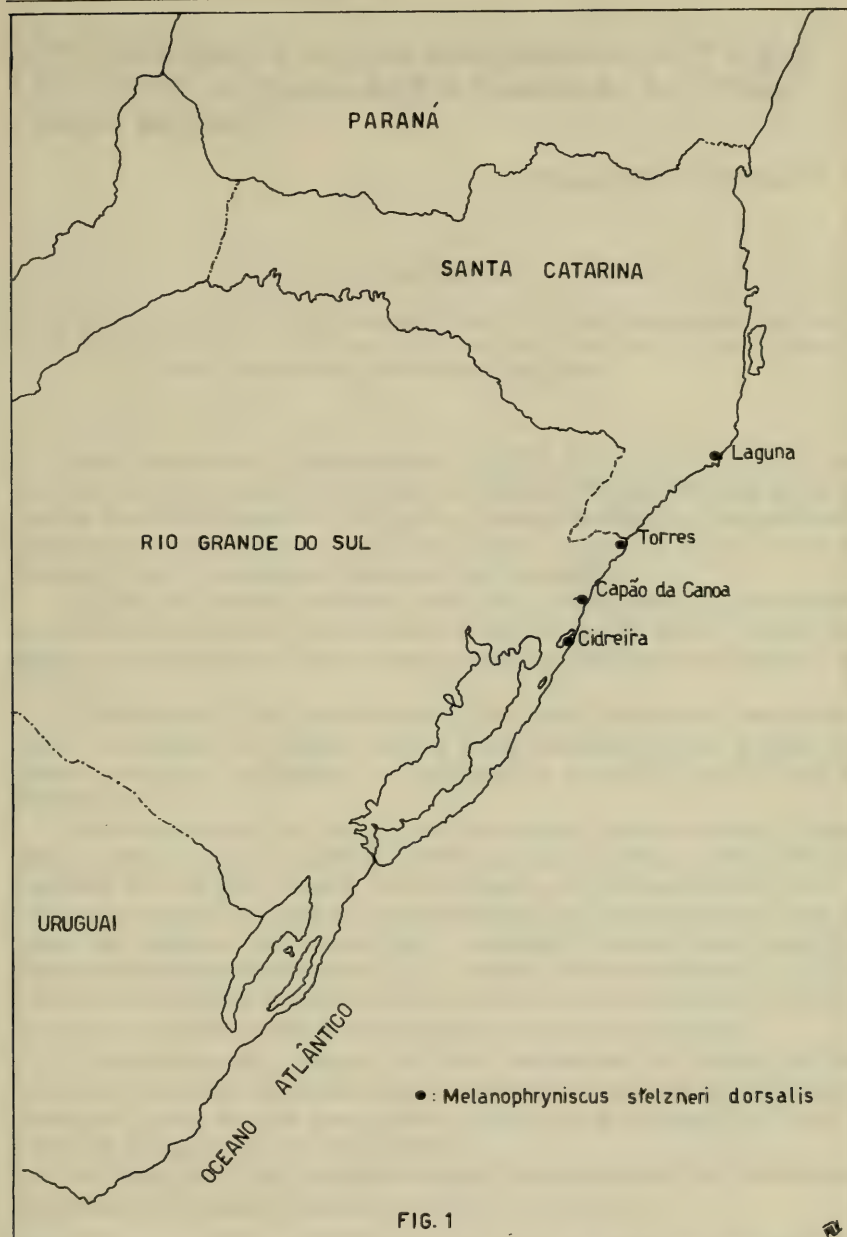 PARANÁ
SANTA CATARINA
Laguna
RIO GRANDE DO SUL
Torres
Capão da Canoa
Cidreira
URUGUAI
OCEANO ATLÂNTICO
●: Melanophryniscus stelzneri dorsalis
FIG. 1